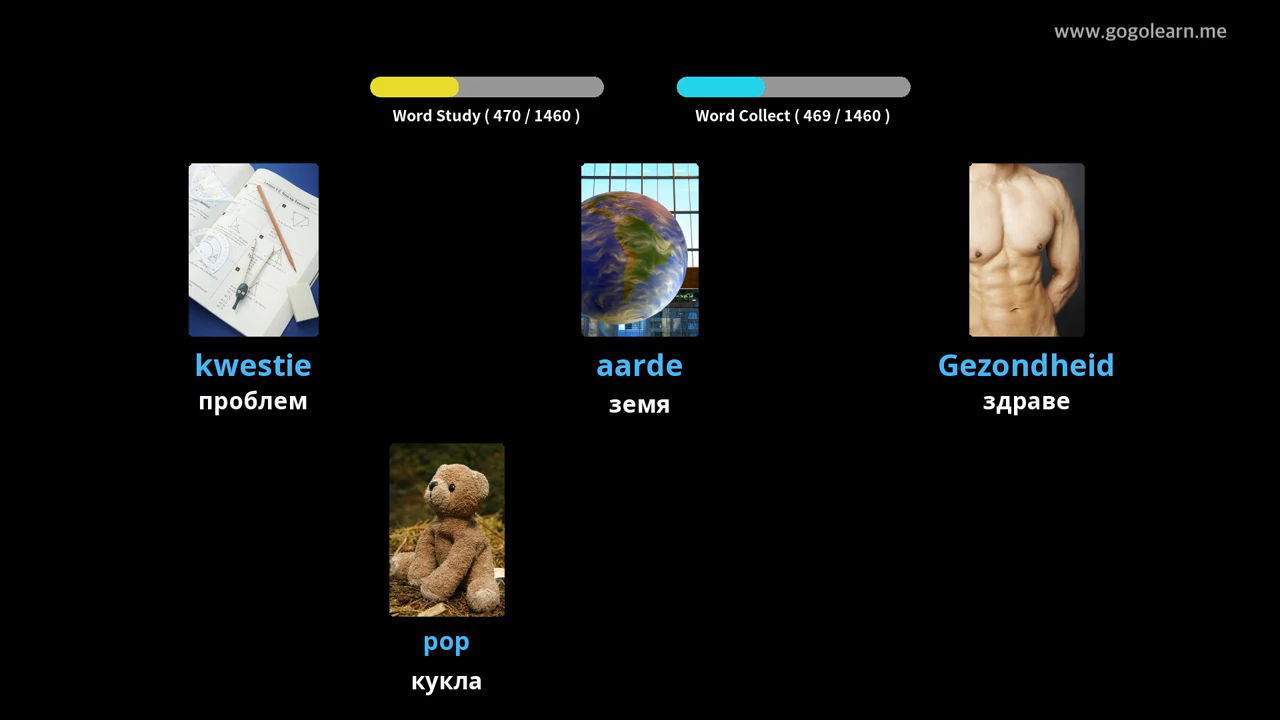 www.gogolearn.me
Word Study ( 470 / 1460 )
Word Collect ( 469 / 1460 )
kwestie
проблем
aarde
земя
Gezondheid
здраве
pop
кукла